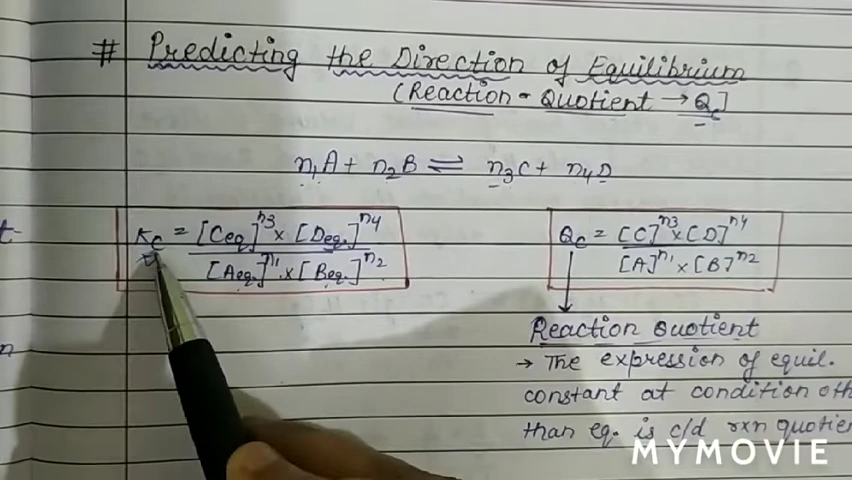 # Predicting the Direction of Equilibrium
(Reaction - Quotient → Qc]
n1A + n2B ⇌ n3C + n4D
t
Kc = [Ceq]^n3 x [Deq.]^n4 / [Aeq.]^n1 x [Beq.]^n2
Qc = [C]^n3 x [D]^n4 / [A]^n1 x [B]^n2
n
Reaction Quotient
→ The expression of equil.
constant at condition oth
than eq. is c/d rxn quotie
MYMOVIE